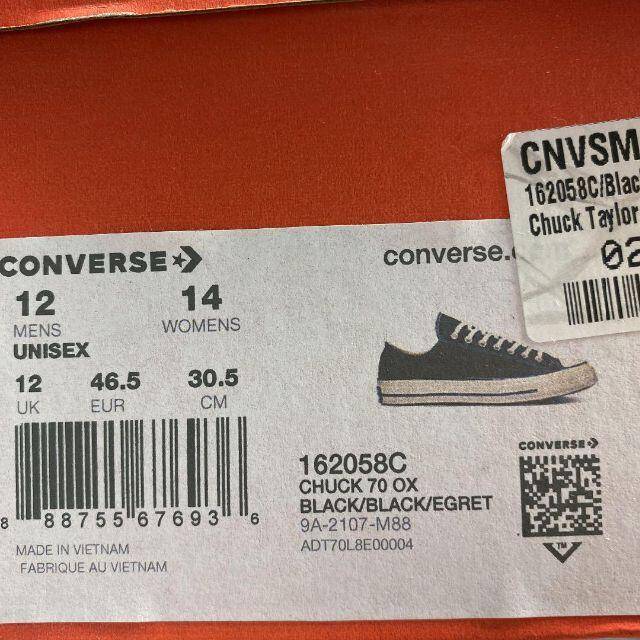 CNVSM
162058C/Blac
Chuck Taylor
02
CONVERSE
converse.
12 14
MENS WOMENS
UNISEX
12 46.5 30.5
UK EUR CM
162058C
CHUCK 70 OX
BLACK/BLACK/EGRET
9A-2107-M88
ADT70L8E00004
CONVERSE
TM
8 88755 67693 6
MADE IN VIETNAM
FABRIQUE AU VIETNAM